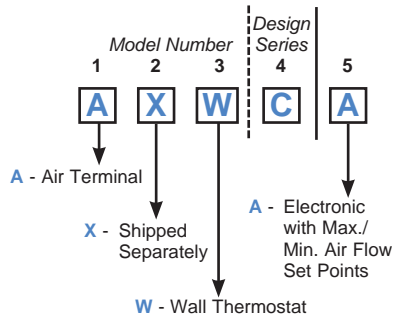 Design
Model Number Series
1 2 3 4 5
A X W C A
A - Air Terminal
X - Shipped
Separately
W - Wall Thermostat
A - Electronic
with Max./
Min. Air Flow
Set Points